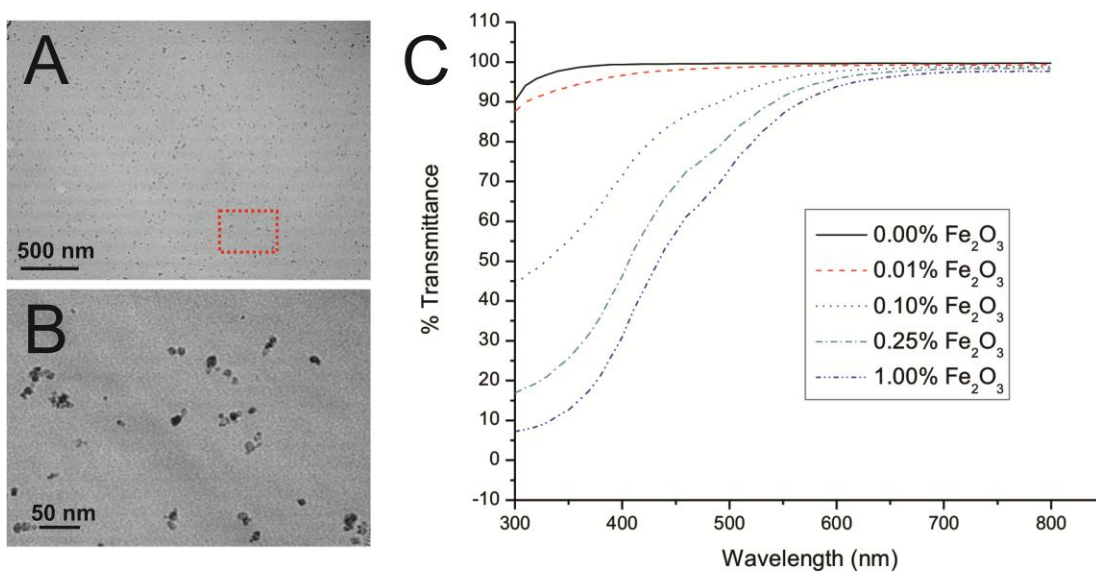 A
500 nm
B
50 nm
C
% Transmittance
110
100
90
80
70
60
50
40
30
20
10
0
-10
300
400
500
600
700
800
Wavelength (nm)
0.00% Fe₂O₃
0.01% Fe₂O₃
0.10% Fe₂O₃
0.25% Fe₂O₃
1.00% Fe₂O₃